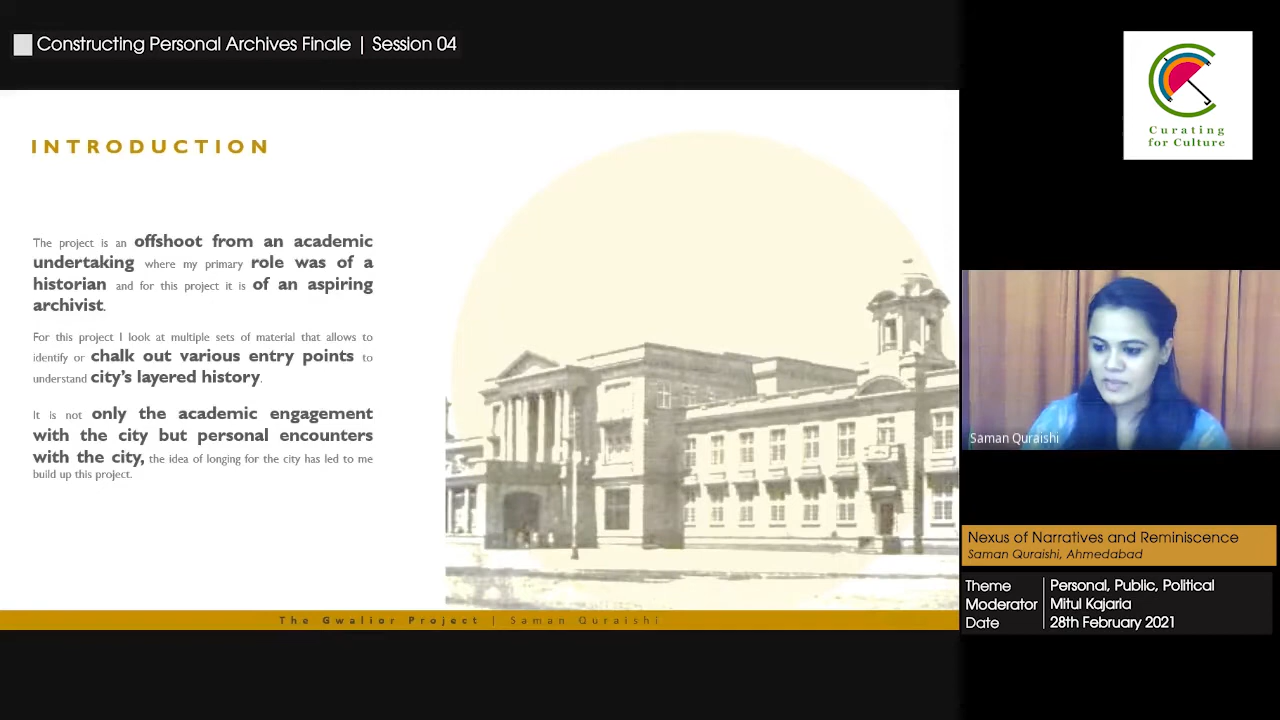 Constructing Personal Archives Finale | Session 04
INTRODUCTION
The project is an offshoot from an academic
undertaking where my primary role was of a
historian and for this project it is of an aspiring
archivist.
For this project I look at multiple sets of material that allows to
identify or chalk out various entry points to
understand city's layered history.
It is not only the academic engagement
with the city but personal encounters
with the city, the idea of longing for the city has led to me
build up this project.
The Gwalior Project | Saman Quraishi
Curating
for Culture
Saman Quraishi
Nexus of Narratives and Reminiscence
Saman Quraishi, Ahmedabad
Theme Personal, Public, Political
Moderator Mitul Kajaria
Date 28th February 2021